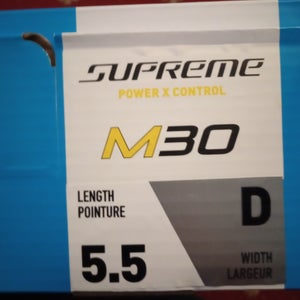 SUPREME
POWER X CONTROL
M30
LENGTH
POINTURE
5.5
D
WIDTH
LARGEUR